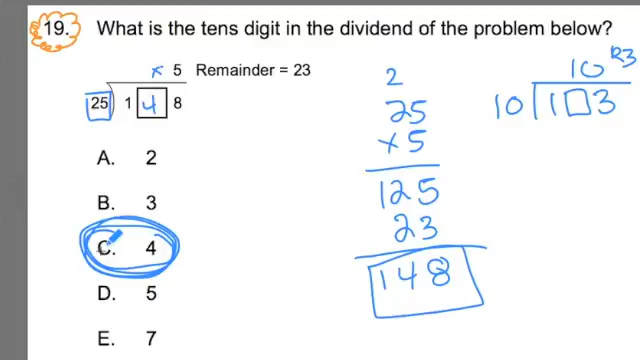 19. What is the tens digit in the dividend of the problem below?
× 5 Remainder = 23
25 1 4 8
A. 2
B. 3
C. 4
D. 5
E. 7
2
25
×5
125
23
148
10 R3
10 1□3